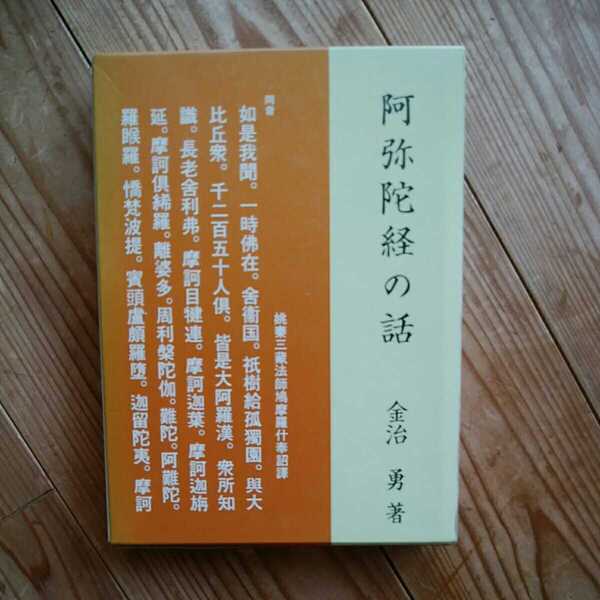 阿弥陀経の話
金治 勇 著
姚秦三藏法師鳩摩羅什奉詔譯
聞會
如是我聞。一時佛在。舍衞国。祇樹給孤獨園。與大
比丘衆。千二百五十人俱。皆是大阿羅漢。衆所知
識。長老舍利弗。摩訶目犍連。摩訶迦葉。摩訶迦旃
延。摩訶俱絺羅。離婆多。周利槃陀伽。難陀。阿難陀。
羅睺羅。憍梵波提。賓頭盧頗羅墮。迦留陀夷。摩訶